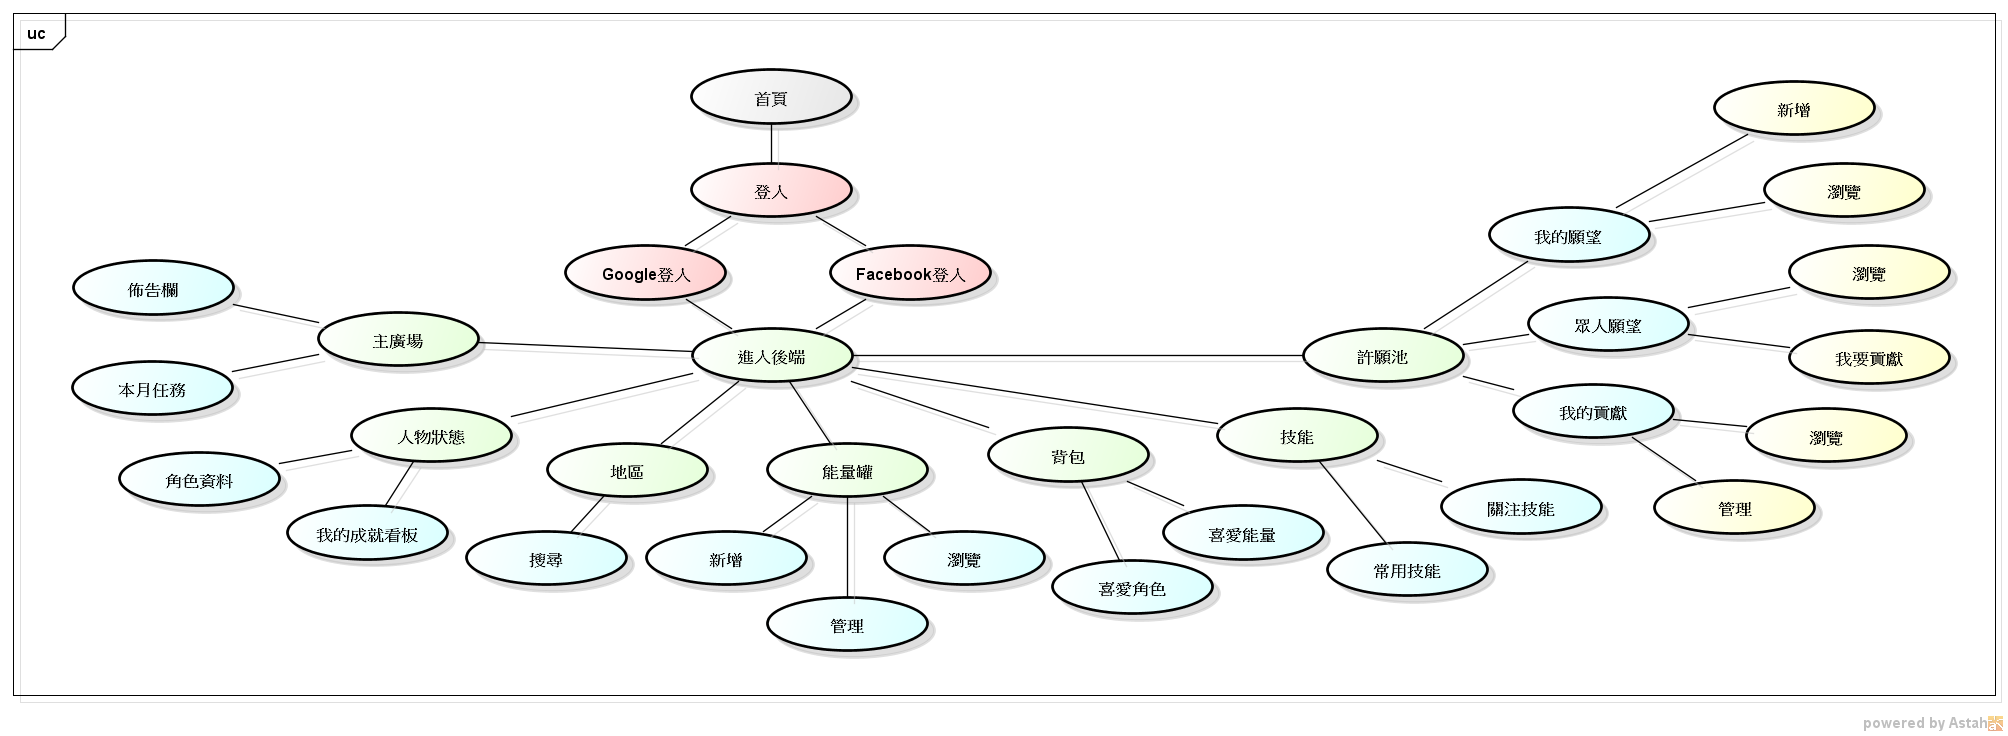 uc
首頁
新增
登入
瀏覽
我的願望
Google登入
Facebook登入
瀏覽
佈告欄
眾人願望
主廣場
進入後端
許願池
我要貢獻
本月任務
我的貢獻
人物狀態
技能
瀏覽
背包
地區
能量罐
角色資料
關注技能
管理
我的成就看板
喜愛能量
搜尋
新增
瀏覽
常用技能
喜愛角色
管理
powered by Astah